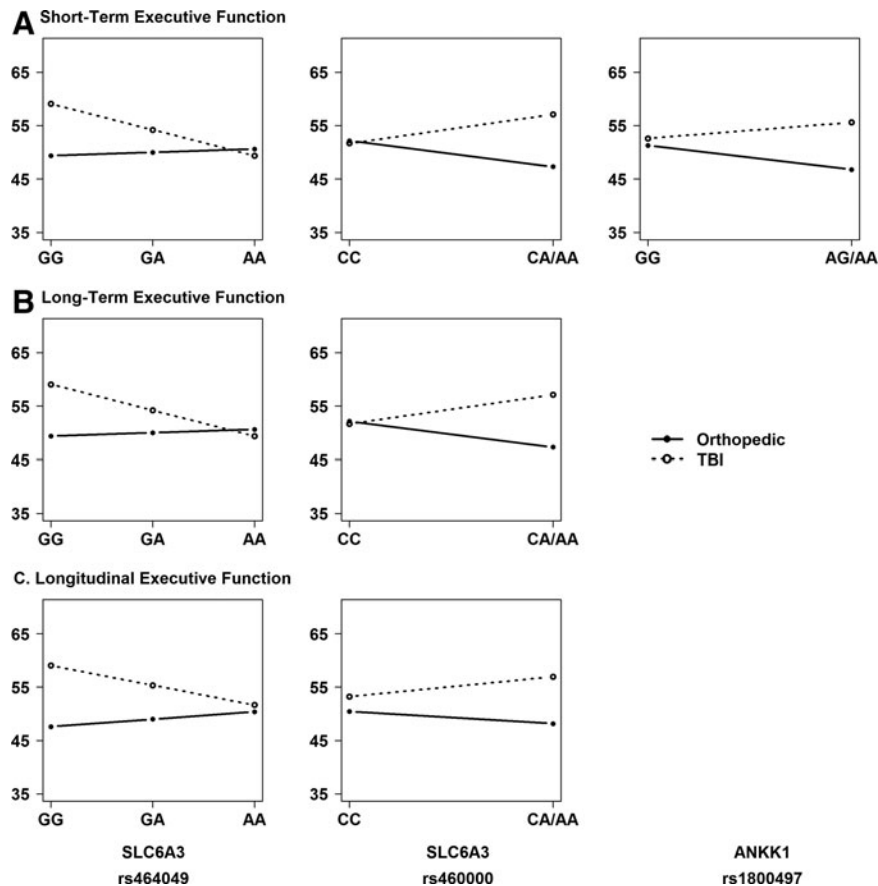 A Short-Term Executive Function
65
55
45
35
GG GA AA
65
55
45
35
CC CA/AA
65
55
45
35
GG AG/AA
B Long-Term Executive Function
65
55
45
35
GG GA AA
65
55
45
35
CC CA/AA
Orthopedic
TBI
C. Longitudinal Executive Function
65
55
45
35
GG GA AA
65
55
45
35
CC CA/AA
SLC6A3 SLC6A3 ANKK1
rs464049 rs460000 rs1800497